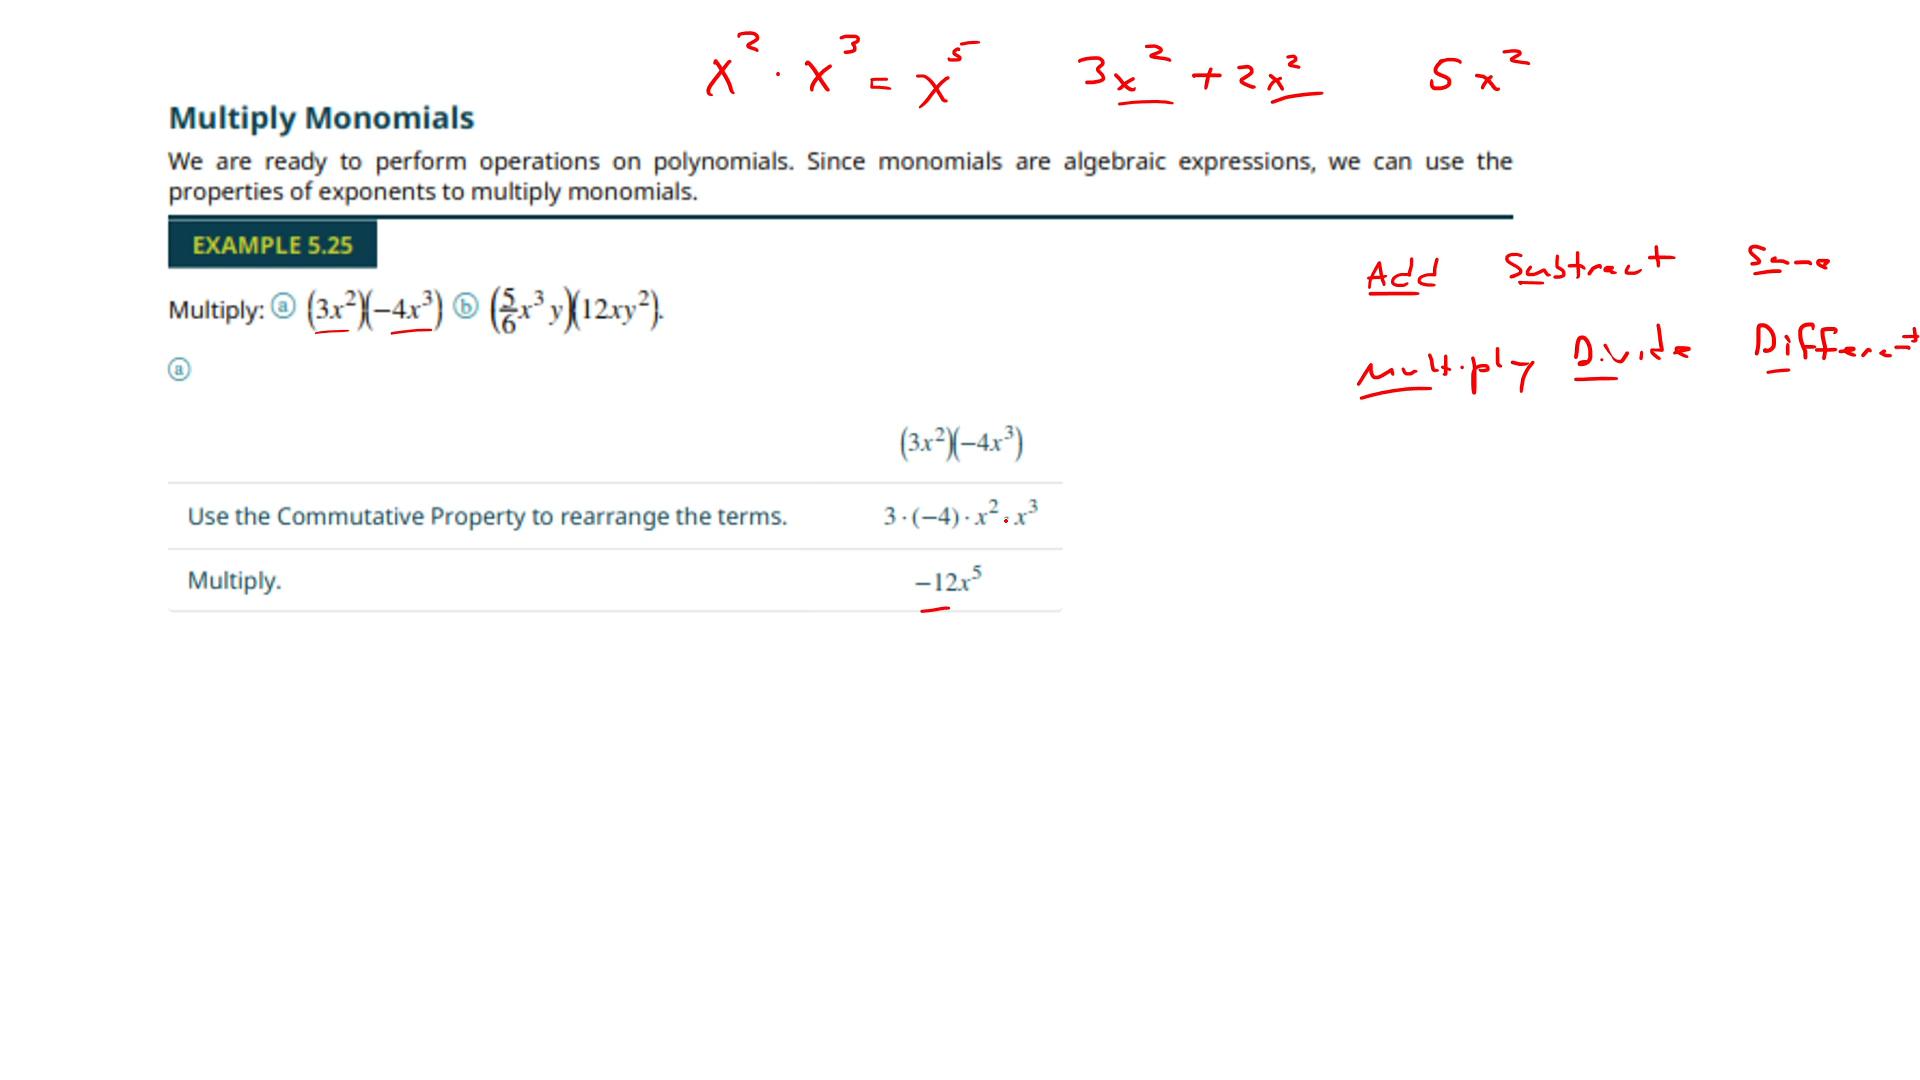 x² · x³ = x⁵ 3x² + 2x² 5x²
Multiply Monomials
We are ready to perform operations on polynomials. Since monomials are algebraic expressions, we can use the
properties of exponents to multiply monomials.
EXAMPLE 5.25
Add Subtract Same
Multiply: ⓐ (3x²)(−4x³) ⓑ (5/6 x³ y)(12xy²).
Multiply Divide Different
ⓐ
(3x²)(−4x³)
Use the Commutative Property to rearrange the terms. 3 · (−4) · x² · x³
Multiply. −12x⁵